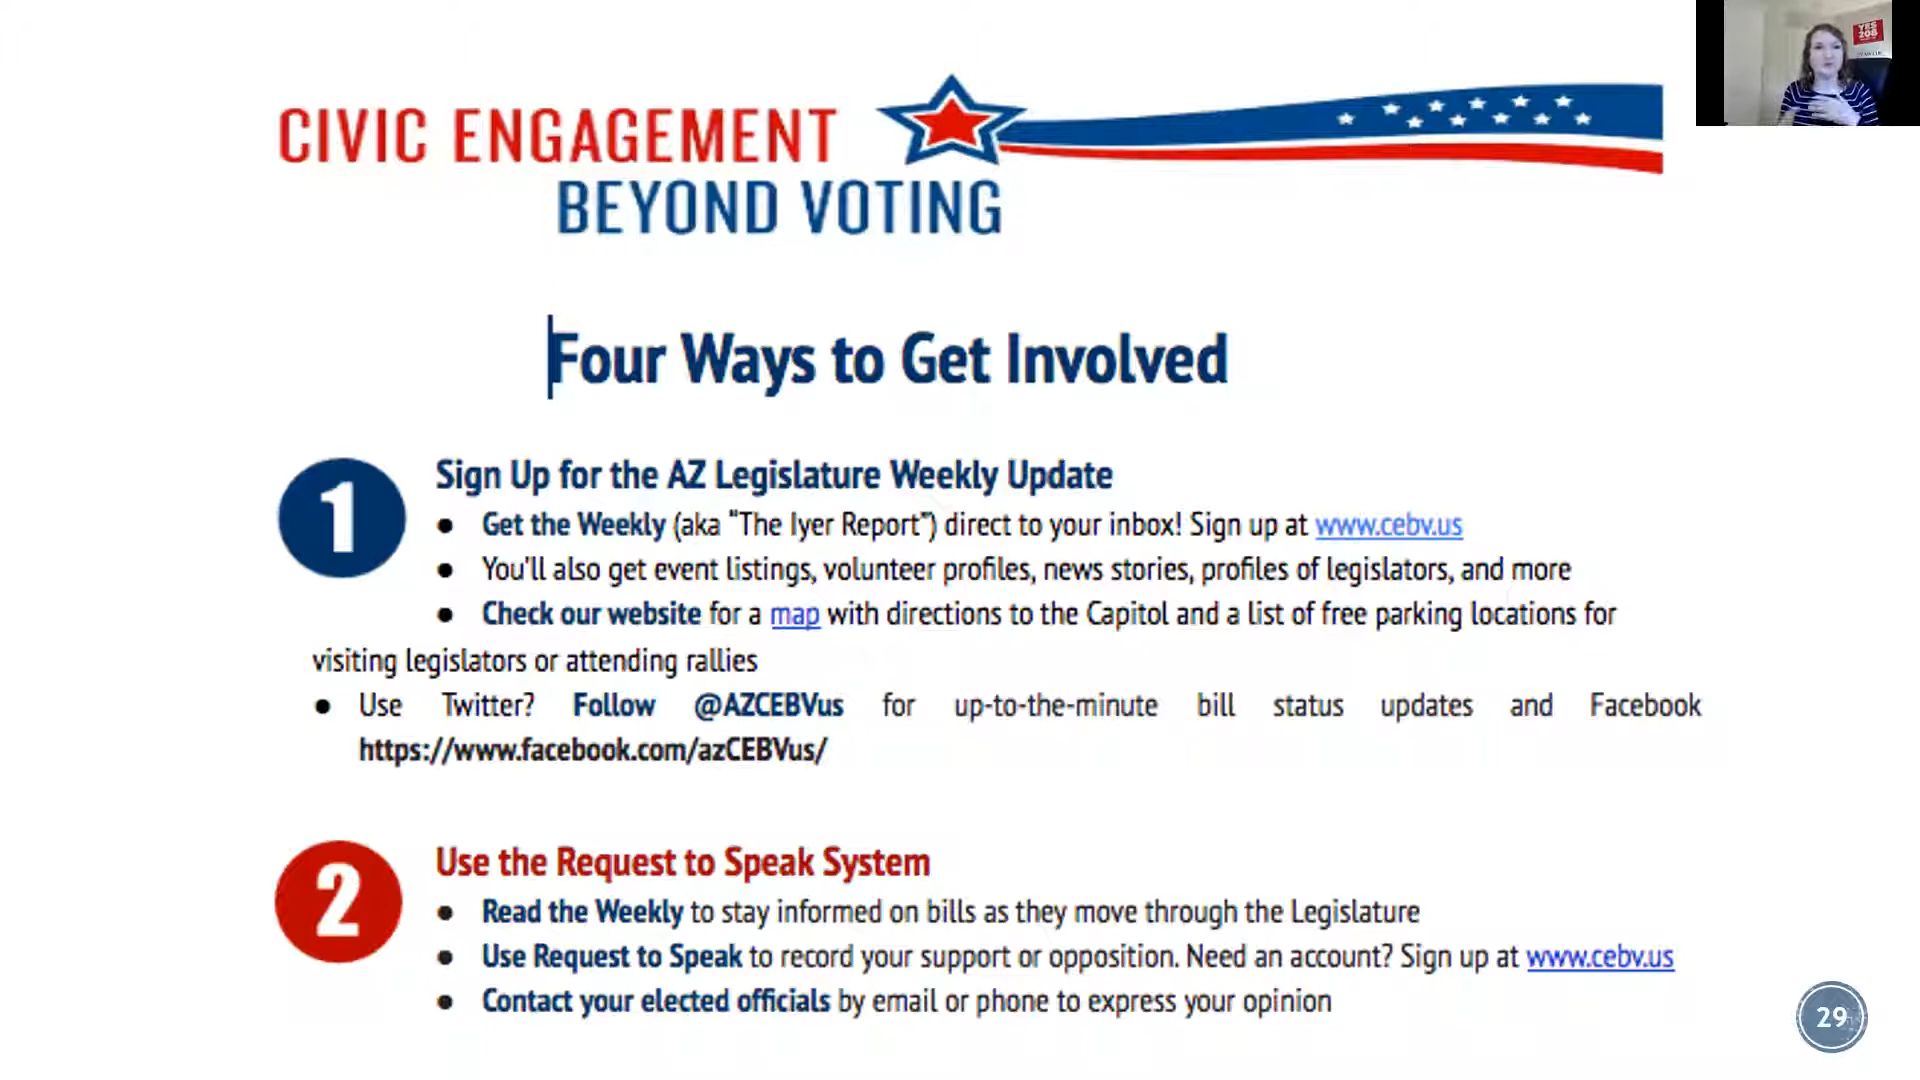 CIVIC ENGAGEMENT
BEYOND VOTING
YES
208
Four Ways to Get Involved
1
Sign Up for the AZ Legislature Weekly Update
● Get the Weekly (aka "The Iyer Report") direct to your inbox! Sign up at www.cebv.us
● You'll also get event listings, volunteer profiles, news stories, profiles of legislators, and more
● Check our website for a map with directions to the Capitol and a list of free parking locations for
visiting legislators or attending rallies
● Use Twitter? Follow @AZCEBVus for up-to-the-minute bill status updates and Facebook
https://www.facebook.com/azCEBVus/
2
Use the Request to Speak System
● Read the Weekly to stay informed on bills as they move through the Legislature
● Use Request to Speak to record your support or opposition. Need an account? Sign up at www.cebv.us
● Contact your elected officials by email or phone to express your opinion
29